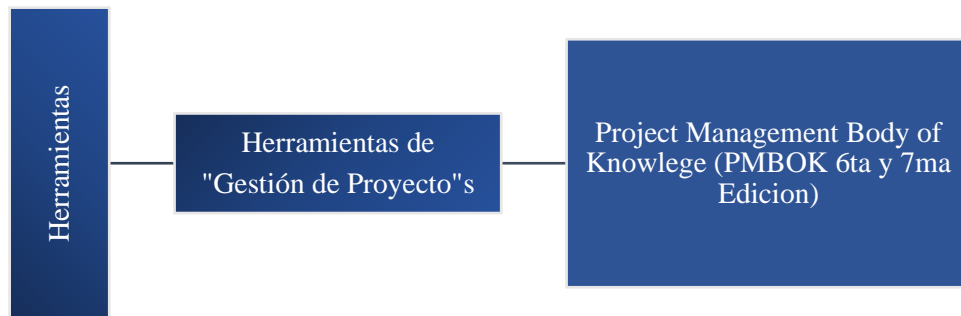 Herramientas
Herramientas de
"Gestión de Proyecto"s
Project Management Body of
Knowlege (PMBOK 6ta y 7ma
Edicion)